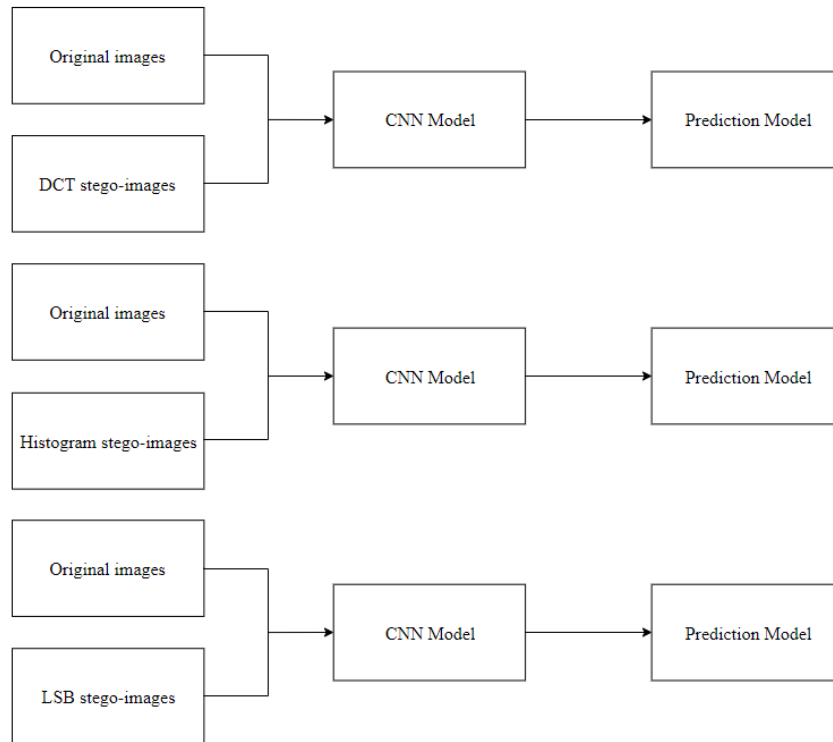 Original images
CNN Model
Prediction Model
DCT stego-images
Original images
CNN Model
Prediction Model
Histogram stego-images
Original images
CNN Model
Prediction Model
LSB stego-images